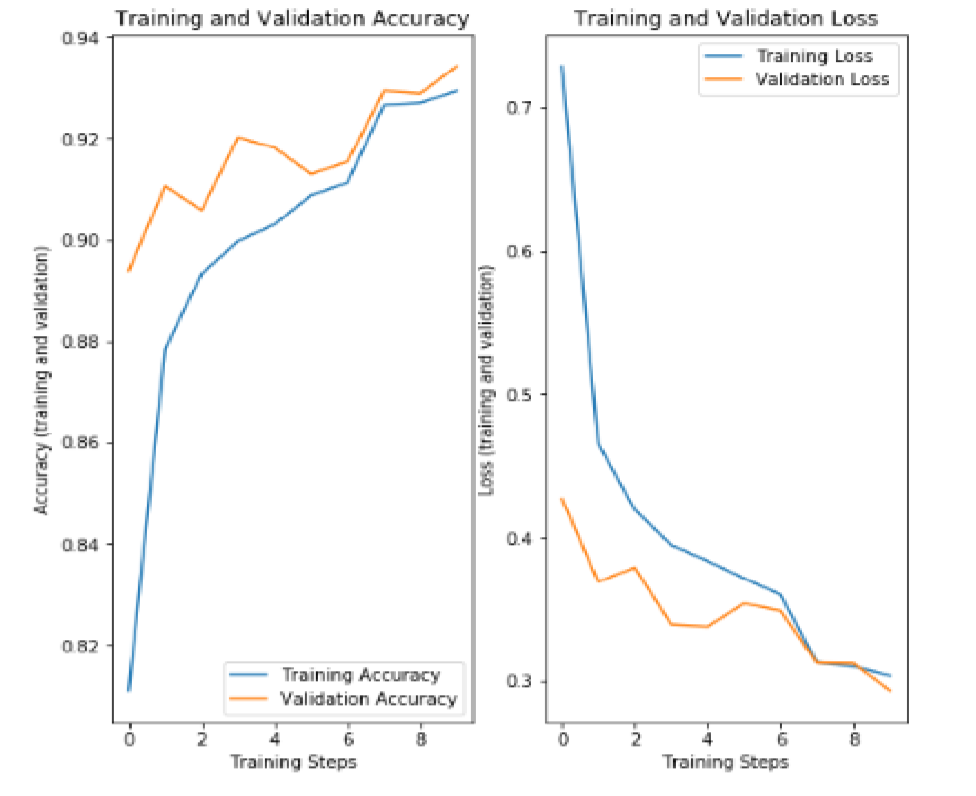 Training and Validation Accuracy
0.94
0.92
0.90
0.88
0.86
0.84
0.82
Accuracy (training and validation)
Training Accuracy
Validation Accuracy
0 2 4 6 8
Training Steps
Training and Validation Loss
Training Loss
Validation Loss
0.7
0.6
0.5
0.4
0.3
Loss (training and validation)
0 2 4 6 8
Training Steps